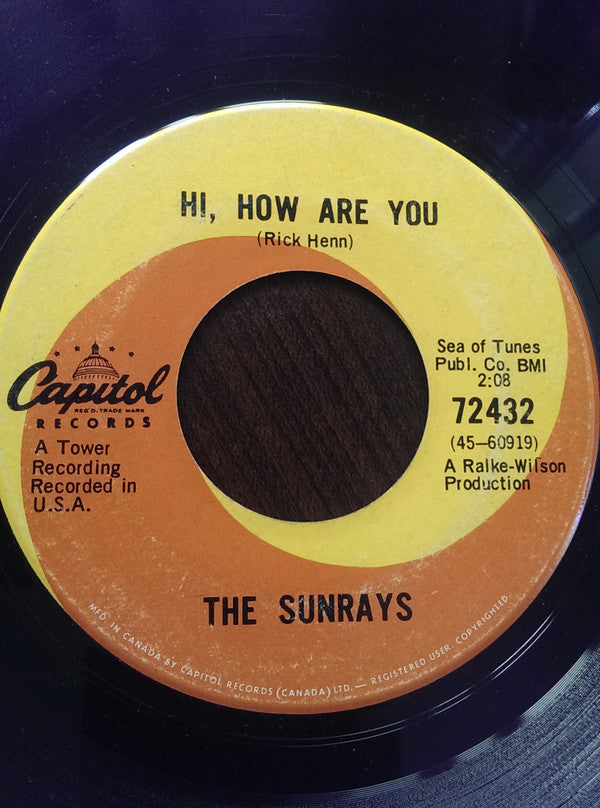 HI, HOW ARE YOU
(Rick Henn)
Capitol
REG'D. TRADE MARK
RECORDS
A Tower
Recording
Recorded in
U.S.A.
Sea of Tunes
Publ. Co. BMI
2:08
72432
(45—60919)
A Ralke-Wilson
Production
THE SUNRAYS
MFD. IN CANADA BY CAPITOL RECORDS (CANADA) LTD. — REGISTERED USER. COPYRIGHTED.